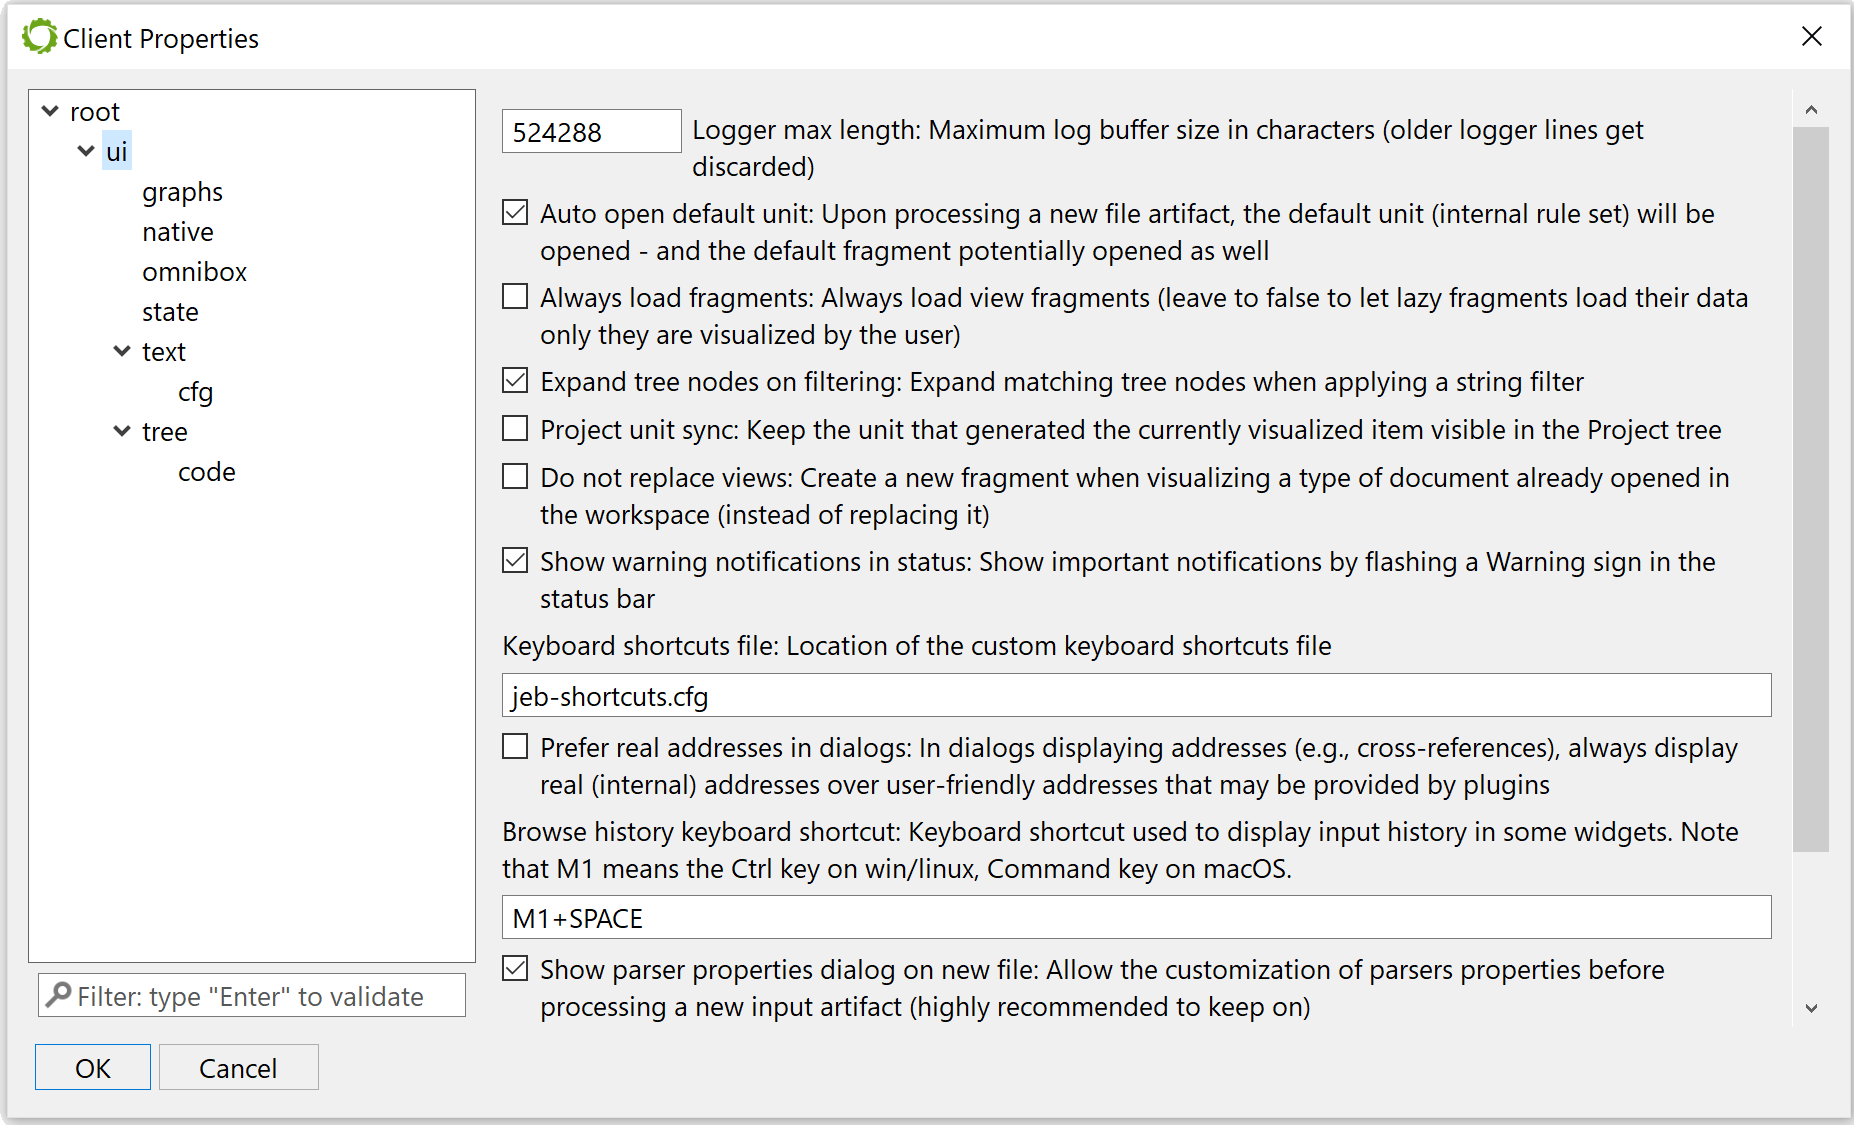 Client Properties
root
ui
graphs
native
omnibox
state
text
cfg
tree
code
Filter: type "Enter" to validate
524288
Logger max length: Maximum log buffer size in characters (older logger lines get
discarded)
Auto open default unit: Upon processing a new file artifact, the default unit (internal rule set) will be
opened - and the default fragment potentially opened as well
Always load fragments: Always load view fragments (leave to false to let lazy fragments load their data
only they are visualized by the user)
Expand tree nodes on filtering: Expand matching tree nodes when applying a string filter
Project unit sync: Keep the unit that generated the currently visualized item visible in the Project tree
Do not replace views: Create a new fragment when visualizing a type of document already opened in
the workspace (instead of replacing it)
Show warning notifications in status: Show important notifications by flashing a Warning sign in the
status bar
Keyboard shortcuts file: Location of the custom keyboard shortcuts file
jeb-shortcuts.cfg
Prefer real addresses in dialogs: In dialogs displaying addresses (e.g., cross-references), always display
real (internal) addresses over user-friendly addresses that may be provided by plugins
Browse history keyboard shortcut: Keyboard shortcut used to display input history in some widgets. Note
that M1 means the Ctrl key on win/linux, Command key on macOS.
M1+SPACE
Show parser properties dialog on new file: Allow the customization of parsers properties before
processing a new input artifact (highly recommended to keep on)
OK
Cancel